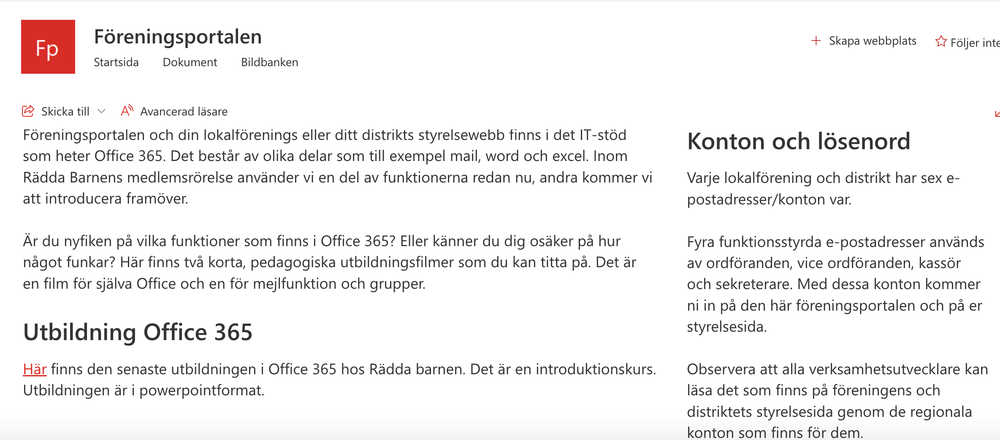 Fp
Föreningsportalen
Startsida Dokument Bildbanken
Skapa webbplats
Följer inte
Skicka till
Avancerad läsare
Föreningsportalen och din lokalförenings eller ditt distrikts styrelsewebb finns i det IT-stöd
som heter Office 365. Det består av olika delar som till exempel mail, word och excel. Inom
Rädda Barnens medlemsrörelse använder vi en del av funktionerna redan nu, andra kommer vi
att introducera framöver.
Är du nyfiken på vilka funktioner som finns i Office 365? Eller känner du dig osäker på hur
något funkar? Här finns två korta, pedagogiska utbildningsfilmer som du kan titta på. Det är
en film för själva Office och en för mejlfunktion och grupper.
Utbildning Office 365
Här finns den senaste utbildningen i Office 365 hos Rädda barnen. Det är en introduktionskurs.
Utbildningen är i powerpointformat.
Konton och lösenord
Varje lokalförening och distrikt har sex e-
postadresser/konton var.
Fyra funktionsstyrda e-postadresser används
av ordföranden, vice ordföranden, kassör
och sekreterare. Med dessa konton kommer
ni in på den här föreningsportalen och på er
styrelsesida.
Observera att alla verksamhetsutvecklare kan
läsa det som finns på föreningens och
distriktets styrelsesida genom de regionala
konton som finns för dem.